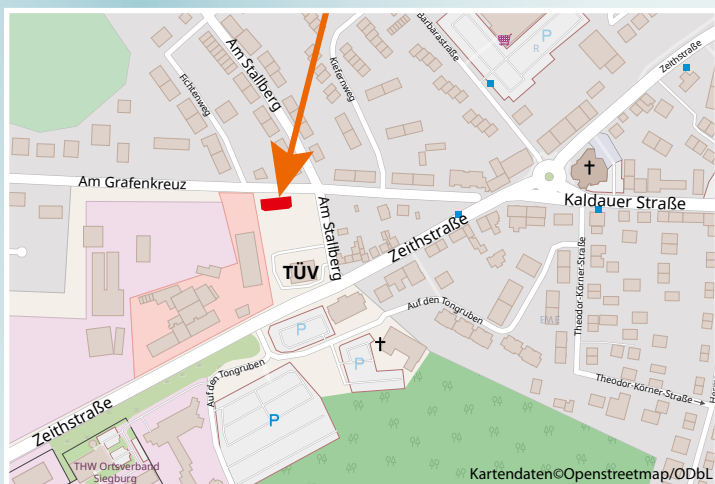 Barbarastraße
P
R
Am Stallberg
Kiefernweg
Zeithstraße
Fichtenweg
Am Grafenkreuz
Kaldauer Straße
Am Stallberg
Zeithstraße
TÜV
Theodor-Körner-Straße
Auf den Tongruben
P
P
Auf den Tongruben
Theodor-Körner-Straße
P
Zeithstraße
THW Ortsverband
Siegburg
Kartendaten©Openstreetmap/ODbL